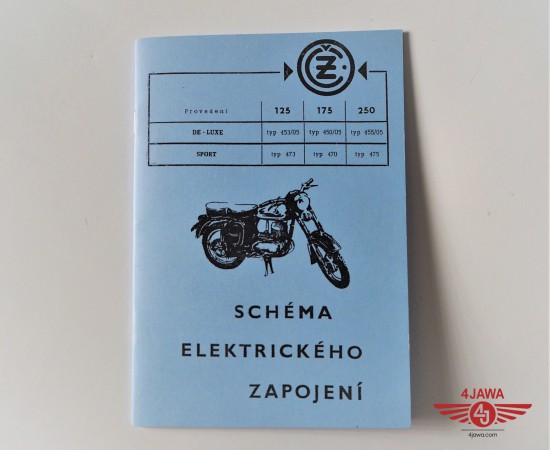 ČZ
Provedení 125 175 250
DE-LUXE typ 453/05 typ 450/05 typ 455/05
SPORT typ 473 typ 470 typ 475
SCHÉMA
ELEKTRICKÉHO
ZAPOJENÍ
4JAWA
4J
4jawa.com